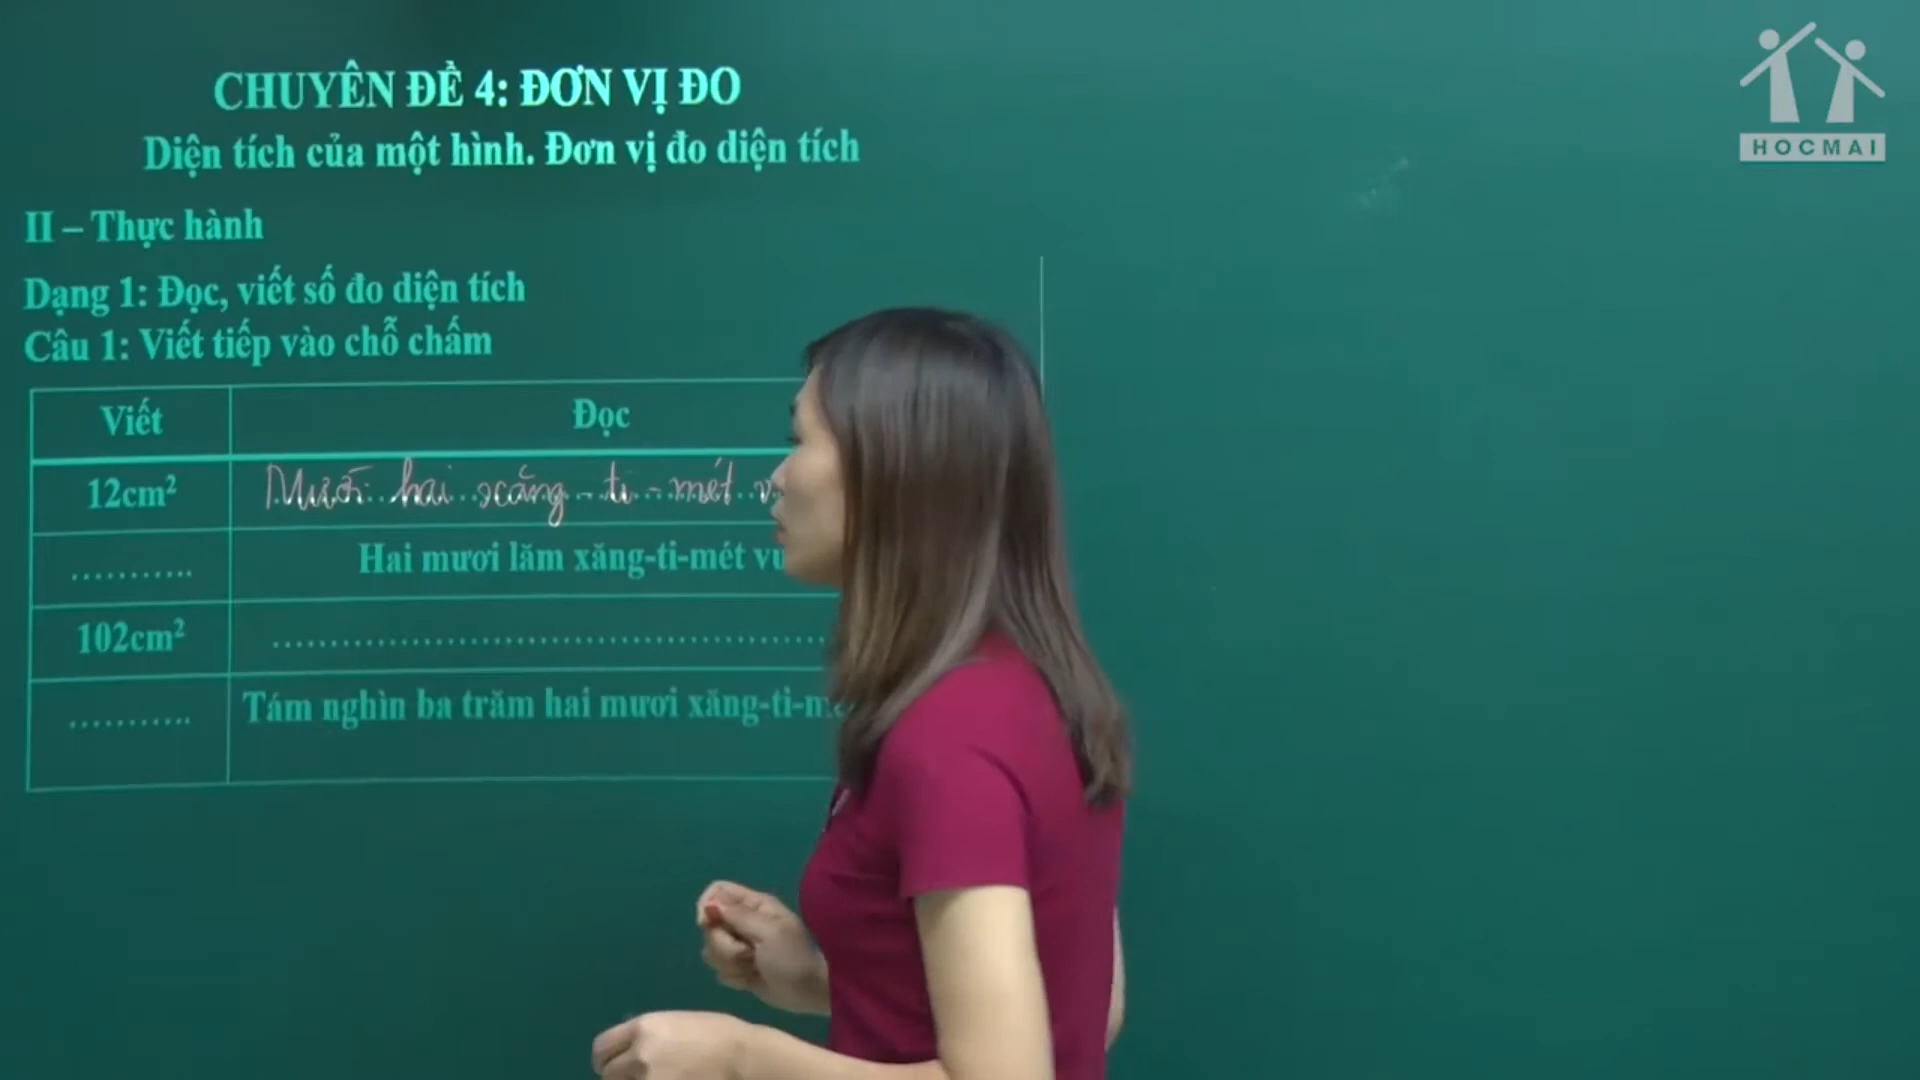 HOCMAI
CHUYÊN ĐỀ 4: ĐƠN VỊ ĐO
Diện tích của một hình. Đơn vị đo diện tích
II – Thực hành
Dạng 1: Đọc, viết số đo diện tích
Câu 1: Viết tiếp vào chỗ chấm
Viết Đọc
12cm² Mười hai xăng-ti-mét
........... Hai mươi lăm xăng-ti-mét
102cm² ................................................
........... Tám nghìn ba trăm hai mươi xăng-ti-